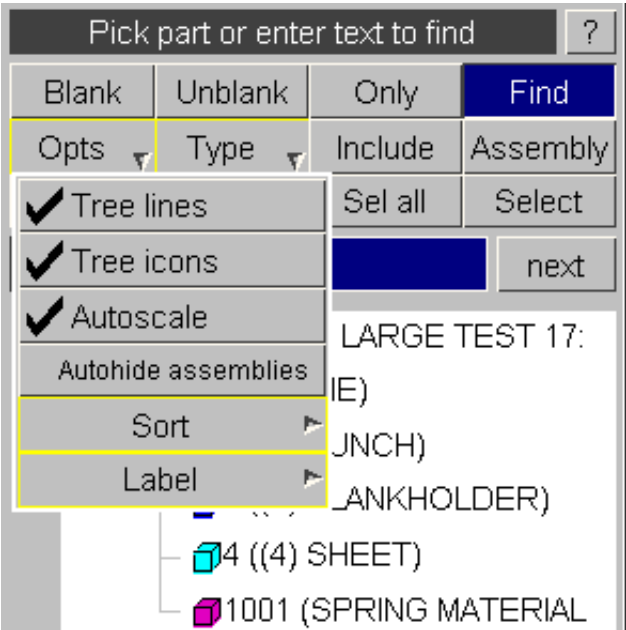 Pick part or enter text to find ?
Blank Unblank Only Find
Opts Type Include Assembly
Tree lines Sel all Select
Tree icons next
Autoscale LARGE TEST 17:
Autohide assemblies
Sort
Label
4 ((4) SHEET)
1001 (SPRING MATERIAL